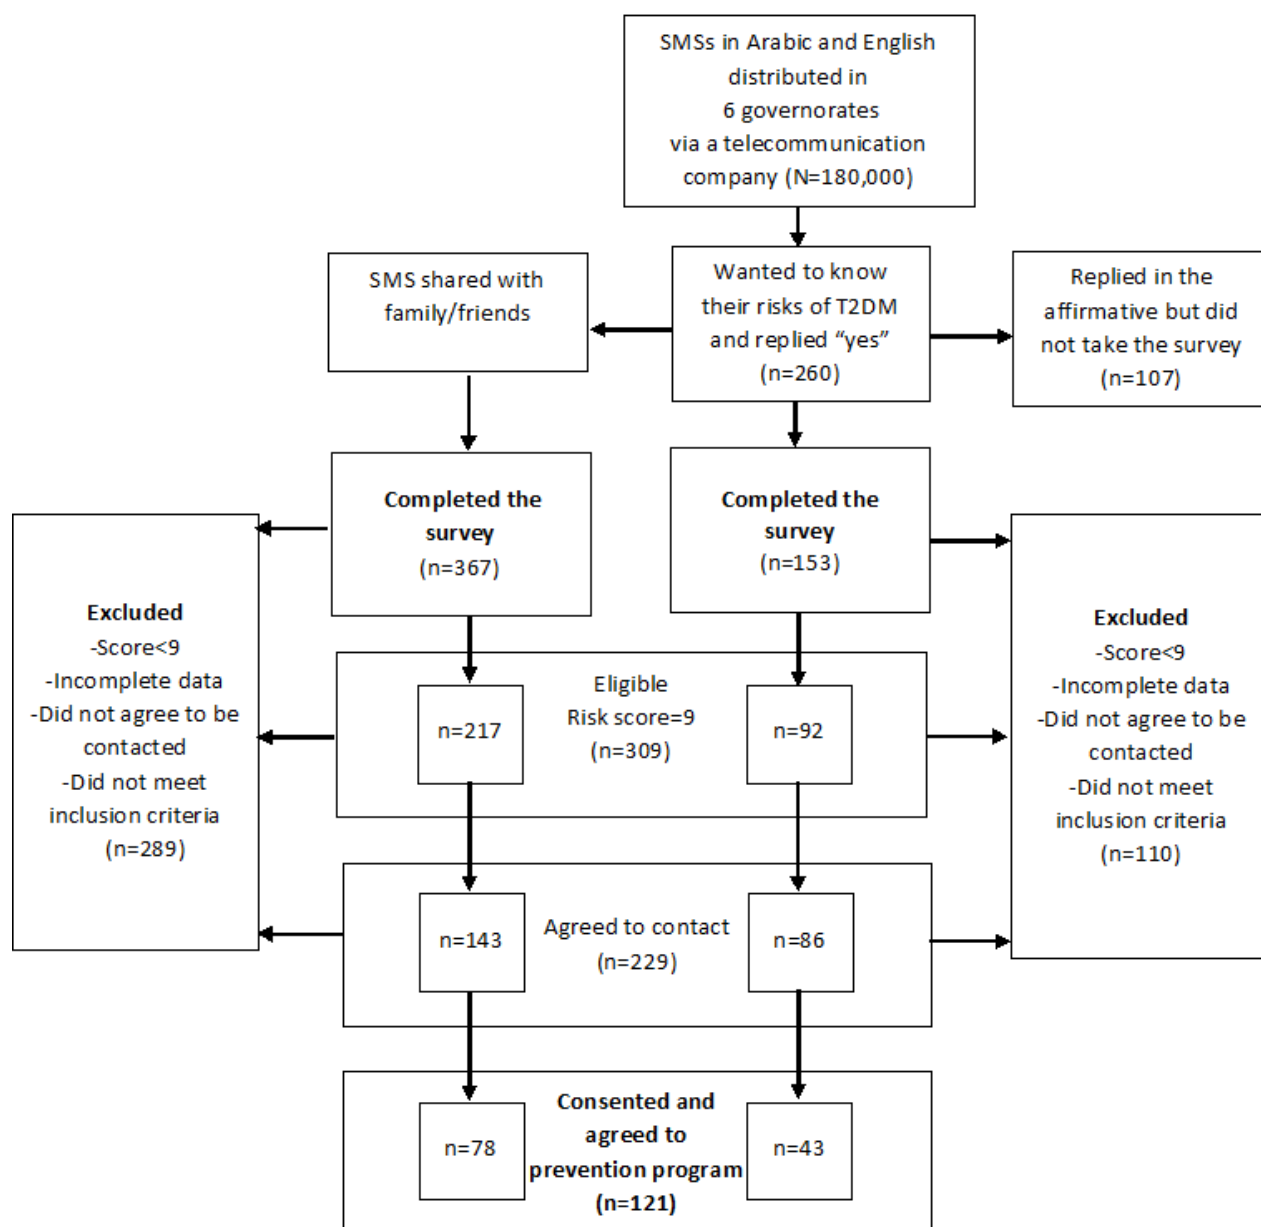 SMSs in Arabic and English
distributed in
6 governorates
via a telecommunication
company (N=180,000)
SMS shared with
family/friends
Wanted to know
their risks of T2DM
and replied “yes”
(n=260)
Replied in the
affirmative but did
not take the survey
(n=107)
Completed the
survey
(n=367)
Completed the
survey
(n=153)
Excluded
-Score<9
-Incomplete data
-Did not agree to be
contacted
-Did not meet
inclusion criteria
(n=289)
Eligible
Risk score=9
(n=309)
n=217
n=92
Excluded
-Score<9
-Incomplete data
-Did not agree to be
contacted
-Did not meet
inclusion criteria
(n=110)
n=143
Agreed to contact
(n=229)
n=86
Consented and
agreed to
prevention program
(n=121)
n=78
n=43